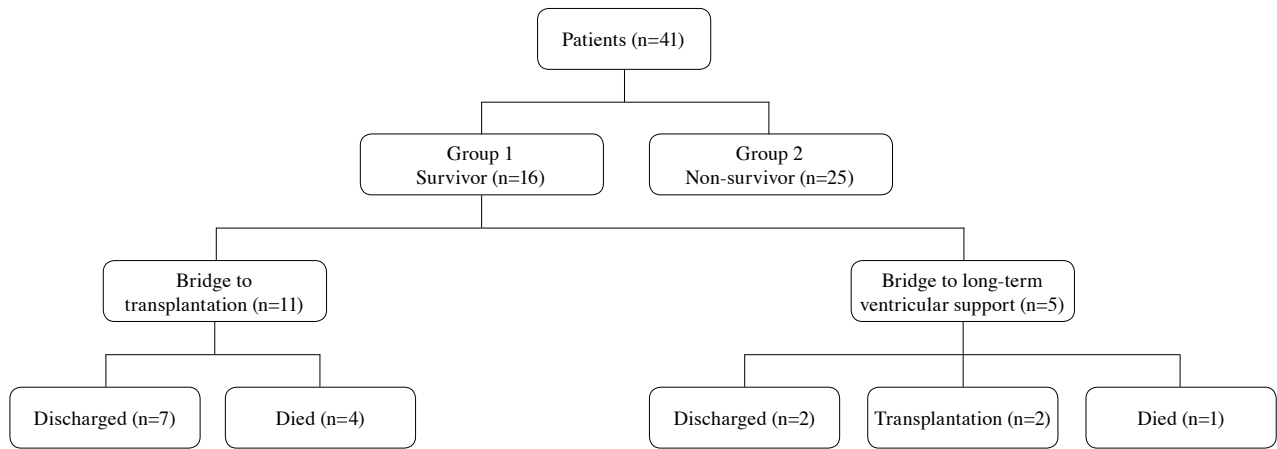 Patients (n=41)
Group 1
Survivor (n=16)
Group 2
Non-survivor (n=25)
Bridge to
transplantation (n=11)
Bridge to long-term
ventricular support (n=5)
Discharged (n=7)
Died (n=4)
Discharged (n=2)
Transplantation (n=2)
Died (n=1)